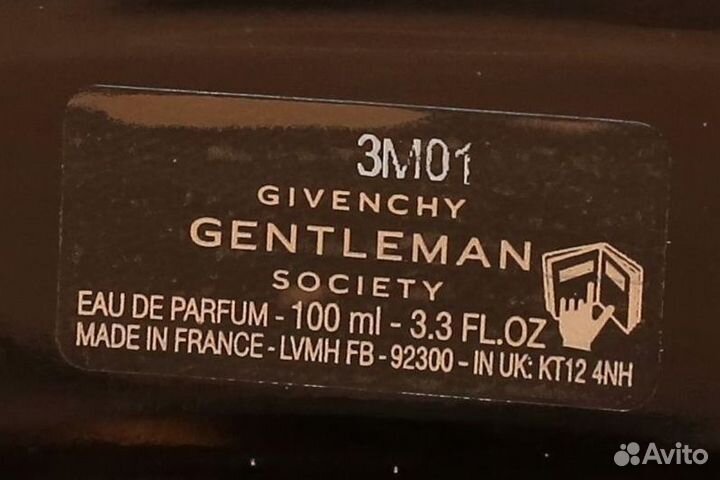 3M01
GIVENCHY
GENTLEMAN
SOCIETY
EAU DE PARFUM - 100 ml - 3.3 FL.OZ
MADE IN FRANCE - LVMH FB - 92300 - IN UK: KT12 4NH
Avito